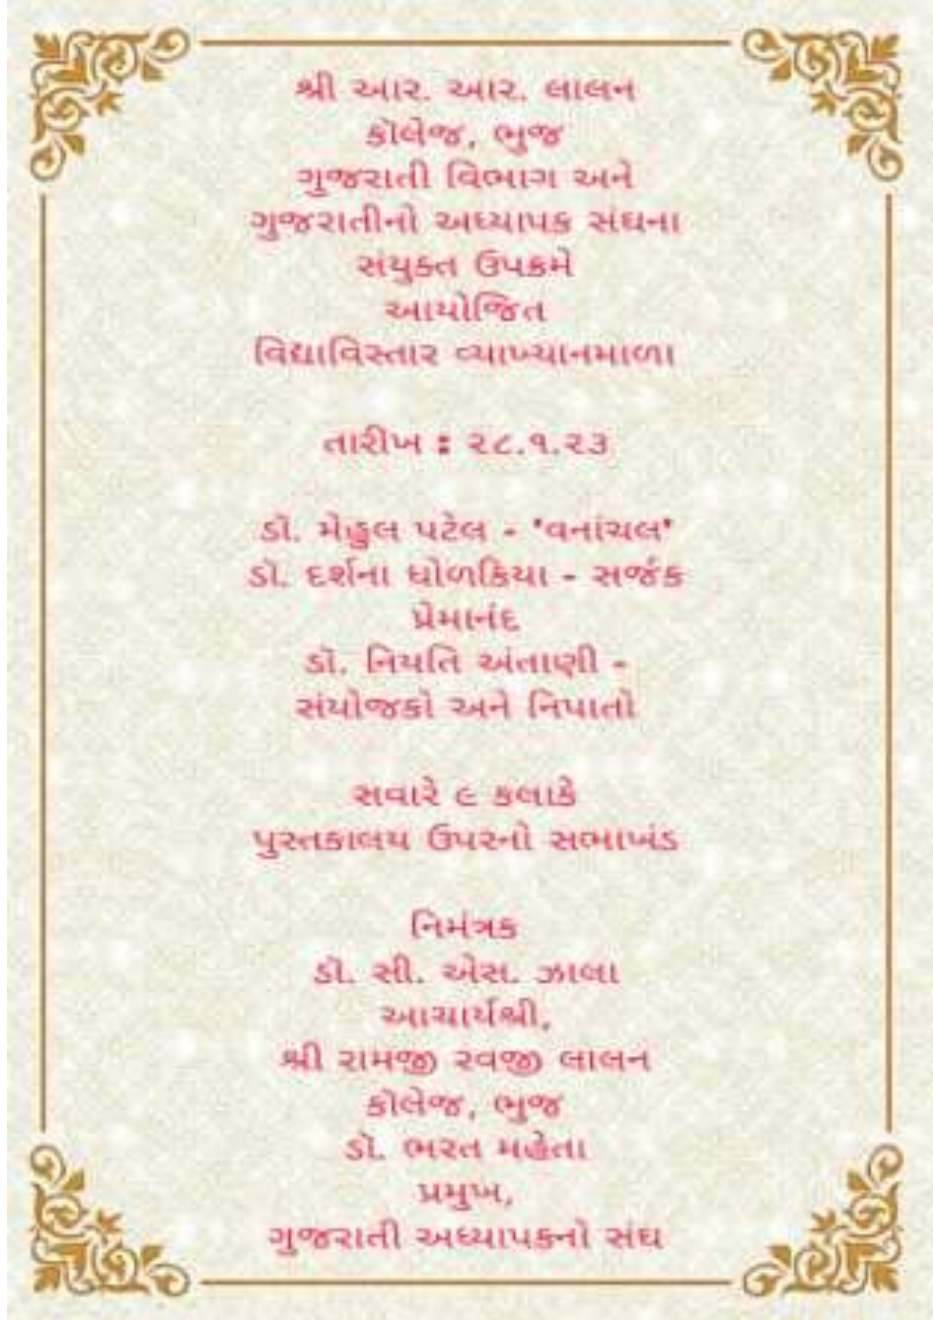 શ્રી આર. આર. લાલન
કૉલેજ, ભુજ
ગુજરાતી વિભાગ અને
ગુજરાતીનો અધ્યાપક સંઘના
સંયુક્ત ઉપક્રમે
આયોજિત
વિદ્યાવિસ્તાર વ્યાખ્યાનમાળા
તારીખ : ૨૮.૧.૨૩
ડૉ. મેહુલ પટેલ - 'વનાંચલ'
ડૉ. દર્શના ધોળકિયા - સર્જક
પ્રેમાનંદ
ડૉ. નિયતિ અંતાણી -
સંયોજકો અને નિપાતો
સવારે ૯ કલાકે
પુસ્તકાલય ઉપરનો સભાખંડ
નિમંત્રક
ડૉ. સી. એસ. ઝાલા
આચાર્યશ્રી,
શ્રી રામજી રવજી લાલન
કૉલેજ, ભુજ
ડૉ. ભરત મહેતા
પ્રમુખ,
ગુજરાતી અધ્યાપકનો સંઘ